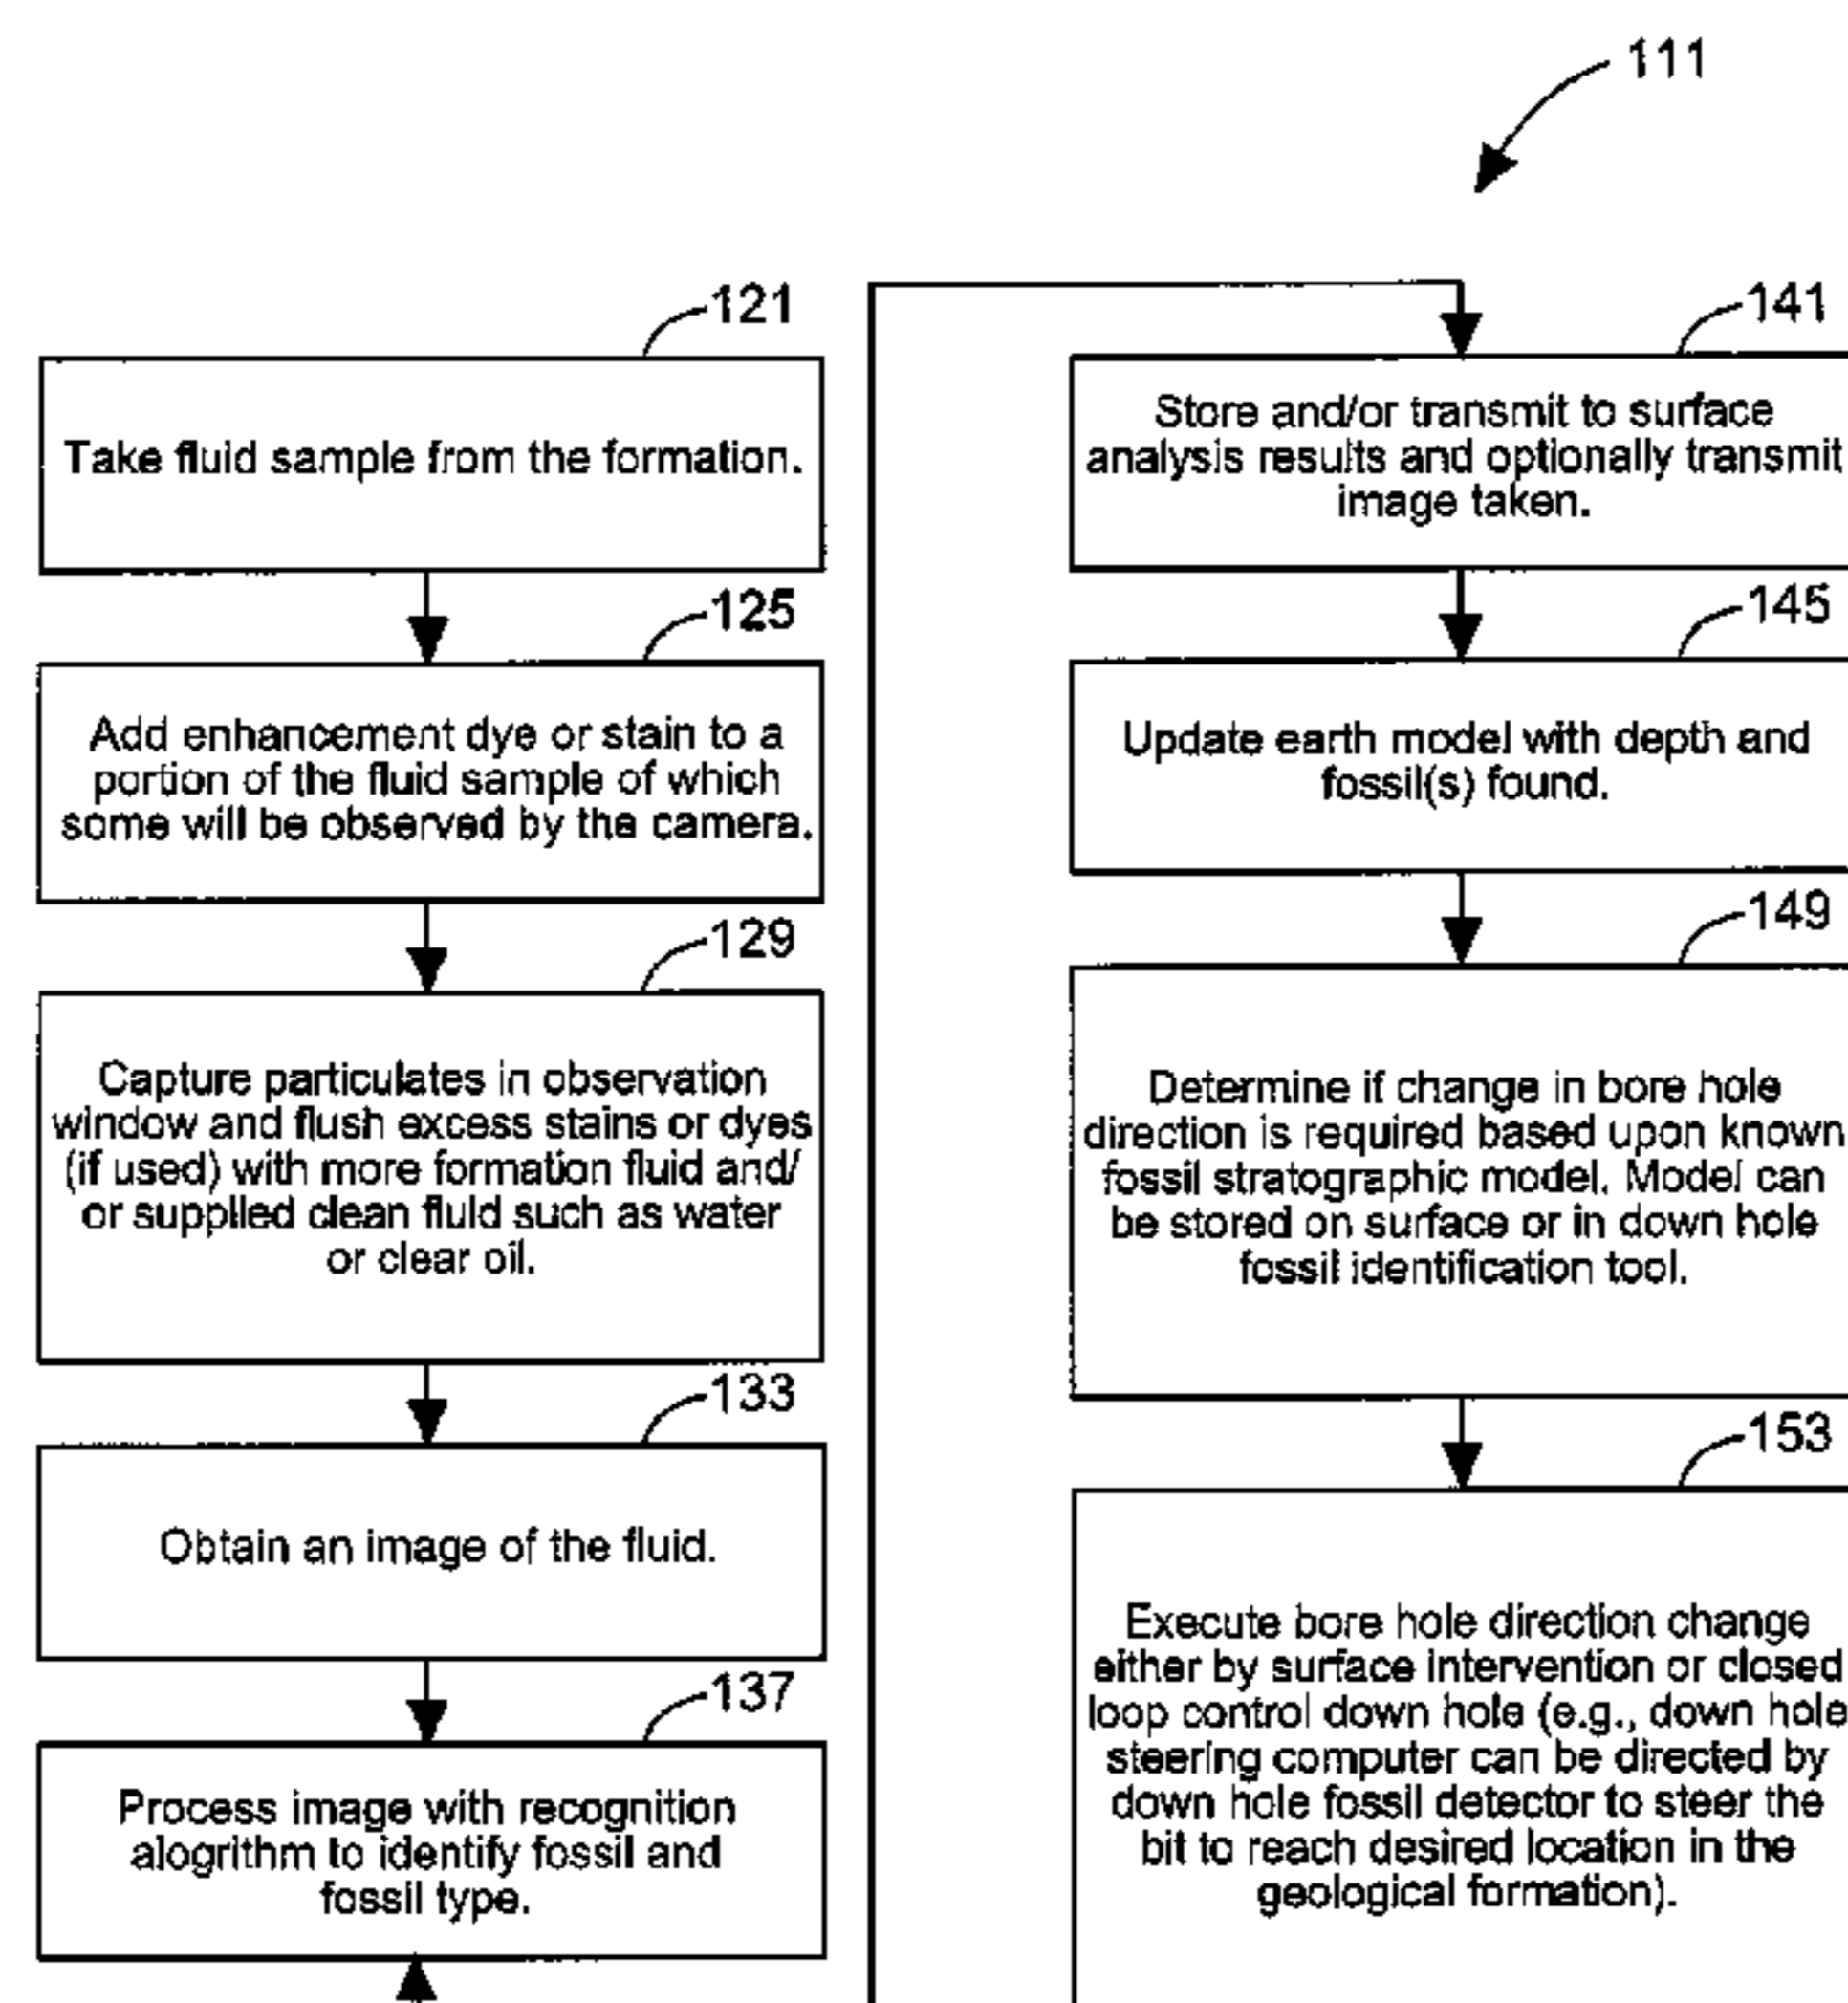 111
121
Take fluid sample from the formation.
125
Add enhancement dye or stain to a
portion of the fluid sample of which
some will be observed by the camera.
129
Capture particulates in observation
window and flush excess stains or dyes
(if used) with more formation fluid and/
or supplied clean fluid such as water
or clear oil.
133
Obtain an image of the fluid.
137
Process image with recognition
alogrithm to identify fossil and
fossil type.
141
Store and/or transmit to surface
analysis results and optionally transmit
image taken.
145
Update earth model with depth and
fossil(s) found.
149
Determine if change in bore hole
direction is required based upon known
fossil stratographic model. Model can
be stored on surface or in down hole
fossil identification tool.
153
Execute bore hole direction change
either by surface intervention or closed
loop control down hole (e.g., down hole
steering computer can be directed by
down hole fossil detector to steer the
bit to reach desired location in the
geological formation).